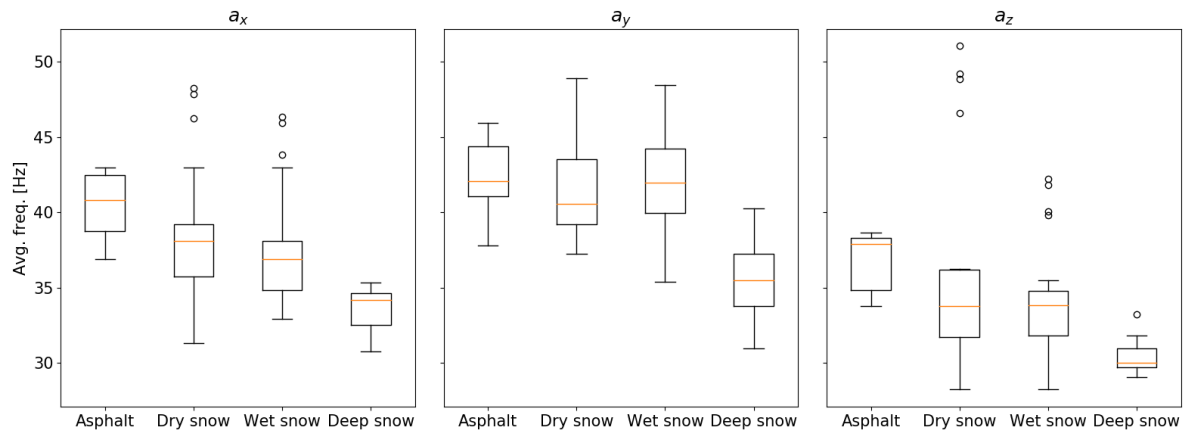 a_x
a_y
a_z
Avg. freq. [Hz]
50
45
40
35
30
Asphalt Dry snow Wet snow Deep snow
Asphalt Dry snow Wet snow Deep snow
Asphalt Dry snow Wet snow Deep snow